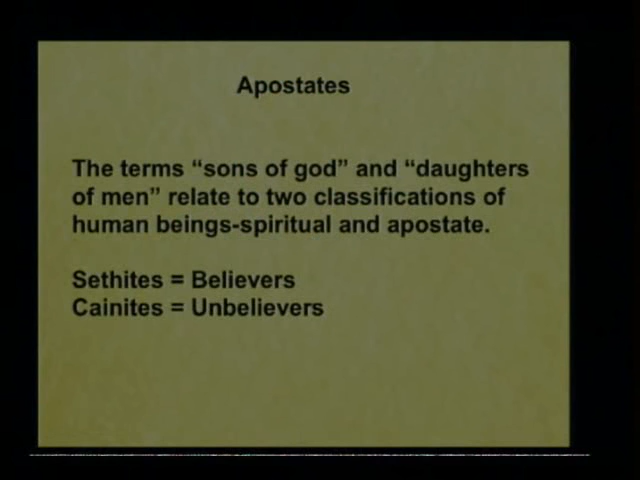 Apostates
The terms “sons of god” and “daughters
of men” relate to two classifications of
human beings-spiritual and apostate.
Sethites = Believers
Cainites = Unbelievers